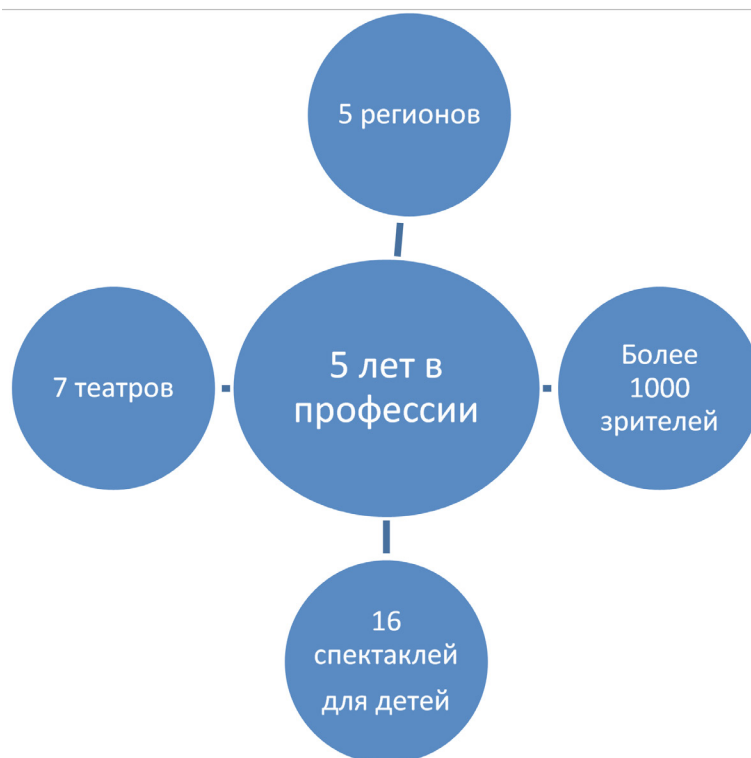 5 регионов
7 театров
5 лет в
профессии
Более
1000
зрителей
16
спектаклей
для детей